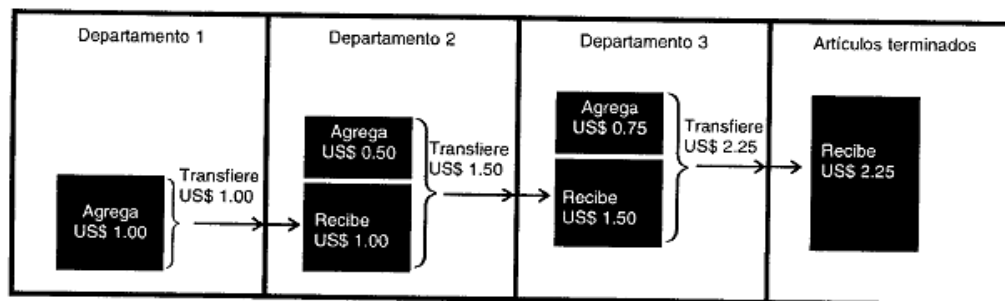 Departamento 1
Agrega
US$ 1.00
Transfiere
US$ 1.00
Departamento 2
Agrega
US$ 0.50
Recibe
US$ 1.00
Transfiere
US$ 1.50
Departamento 3
Agrega
US$ 0.75
Recibe
US$ 1.50
Transfiere
US$ 2.25
Artículos terminados
Recibe
US$ 2.25